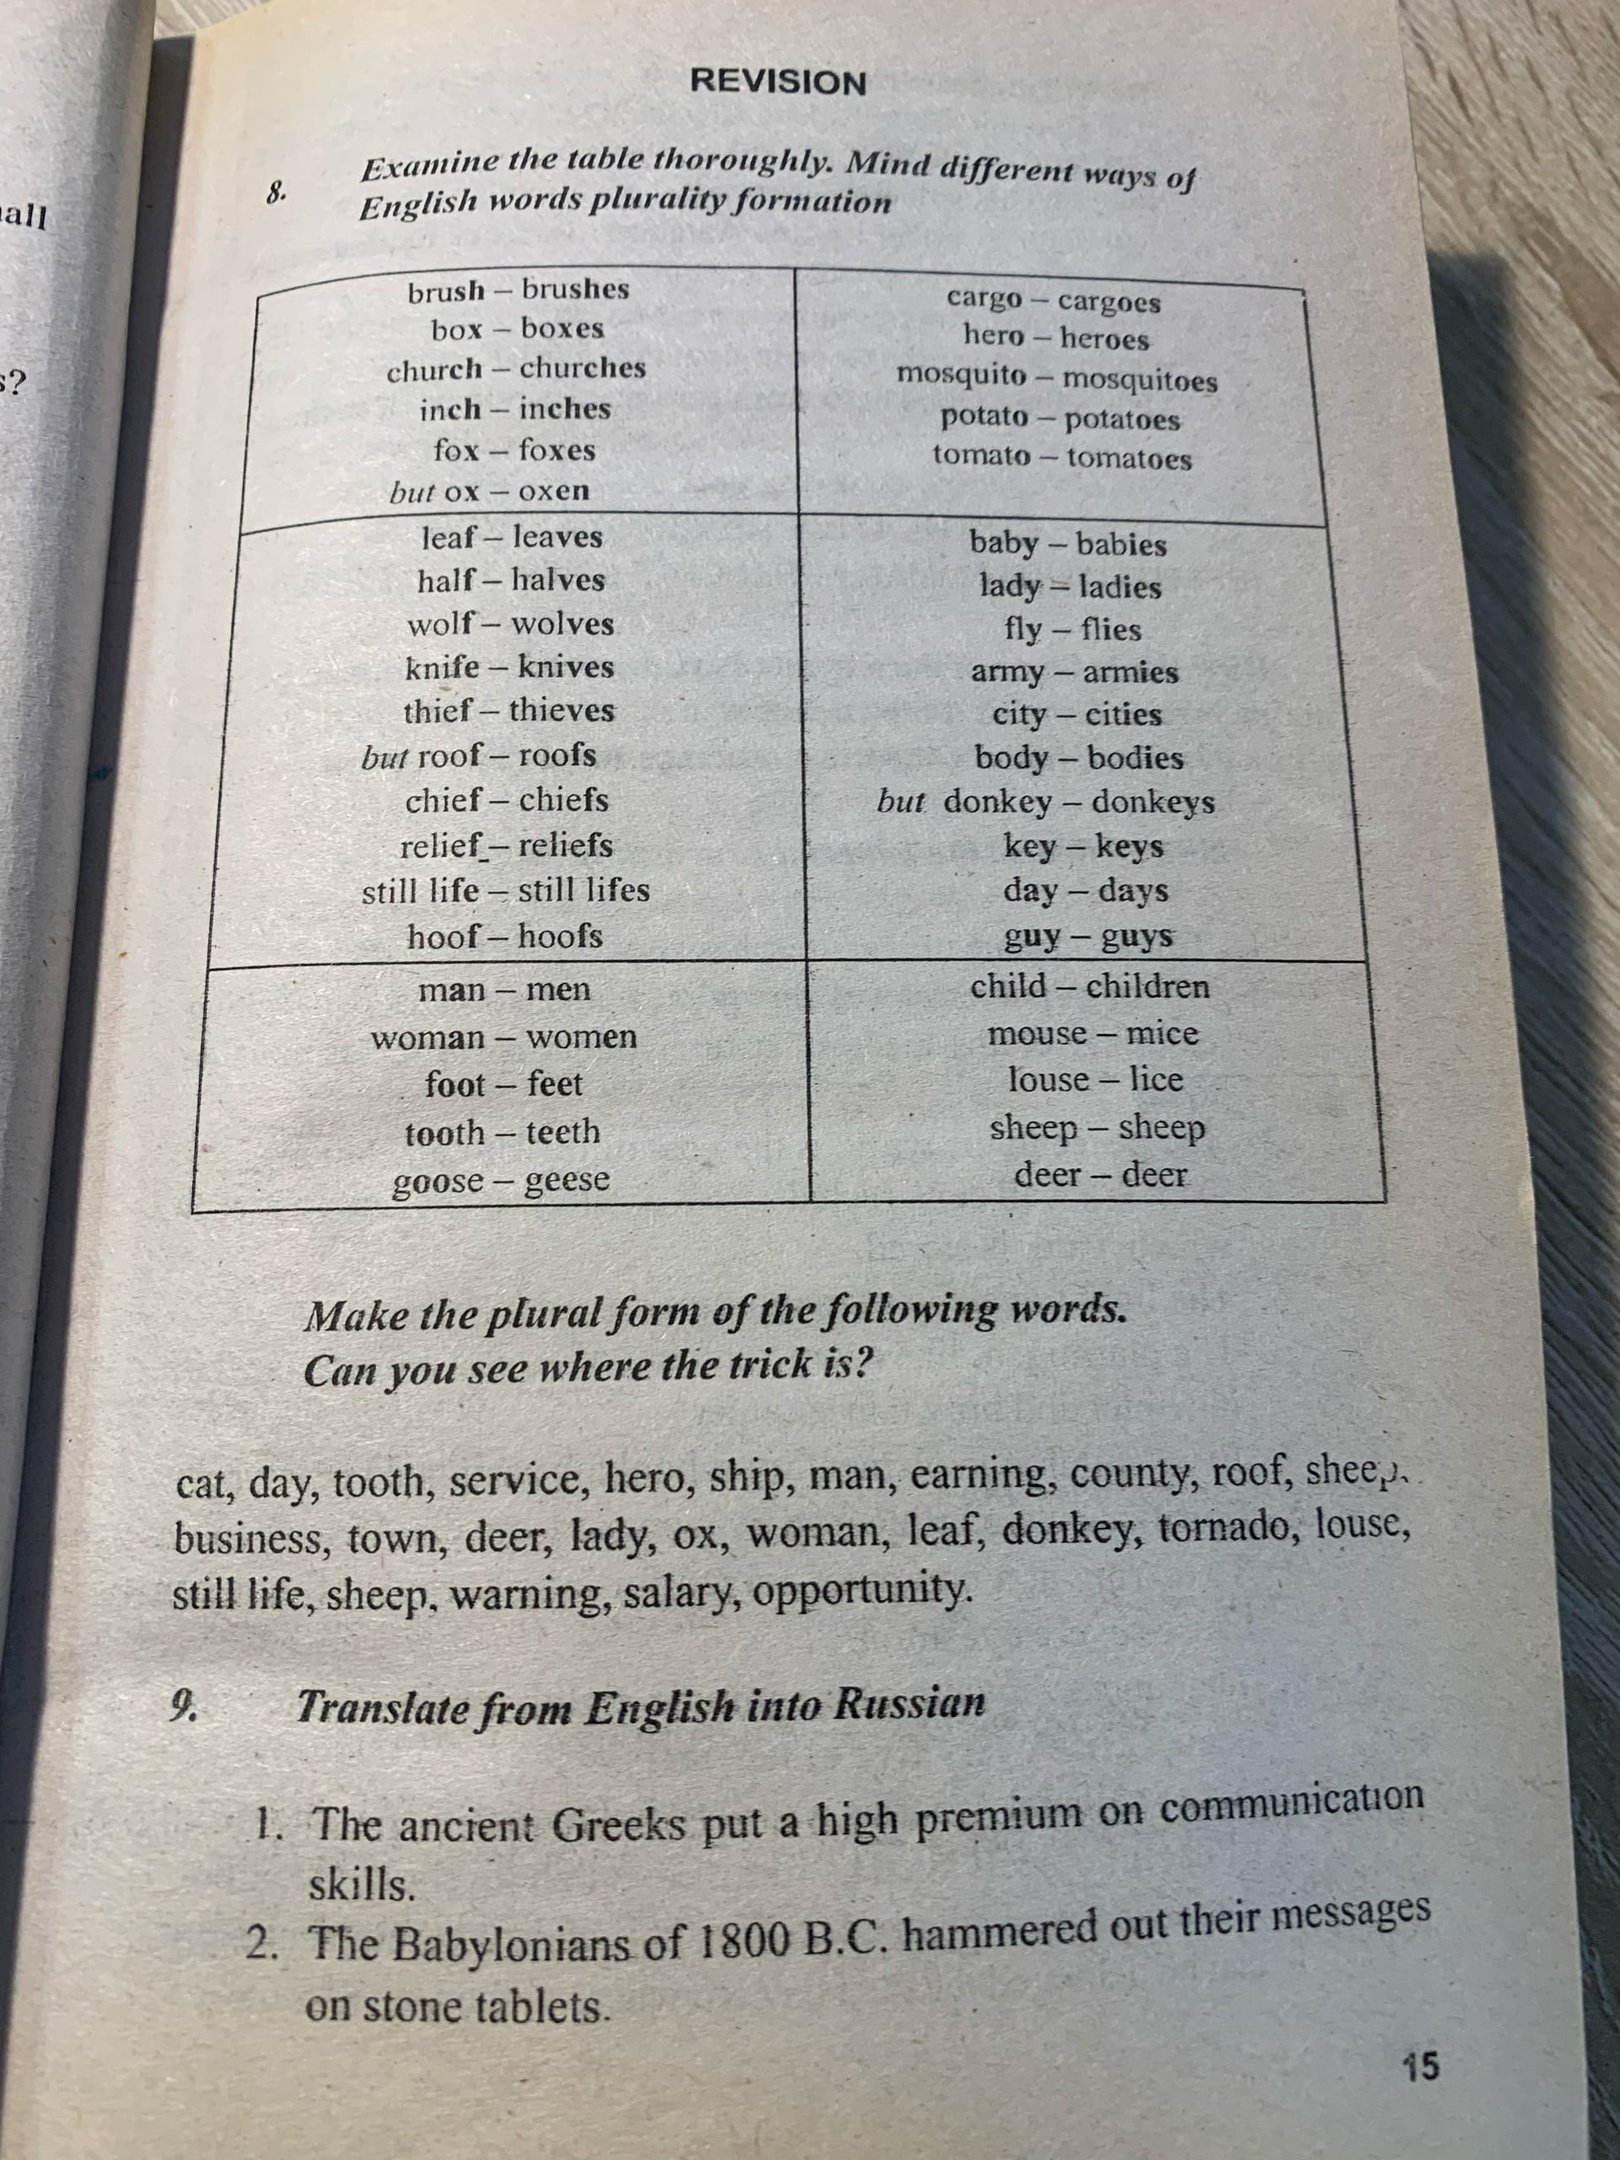 all
s?
REVISION
8. Examine the table thoroughly. Mind different ways of
English words plurality formation
brush – brushes
box – boxes
church – churches
inch – inches
fox – foxes
but ox – oxen
cargo – cargoes
hero – heroes
mosquito – mosquitoes
potato – potatoes
tomato – tomatoes
leaf – leaves
half – halves
wolf – wolves
knife – knives
thief – thieves
but roof – roofs
chief – chiefs
relief – reliefs
still life – still lifes
hoof – hoofs
baby – babies
lady – ladies
fly – flies
army – armies
city – cities
body – bodies
but donkey – donkeys
key – keys
day – days
guy – guys
man – men
woman – women
foot – feet
tooth – teeth
goose – geese
child – children
mouse – mice
louse – lice
sheep – sheep
deer – deer
Make the plural form of the following words.
Can you see where the trick is?
cat, day, tooth, service, hero, ship, man, earning, county, roof, sheep,
business, town, deer, lady, ox, woman, leaf, donkey, tornado, louse,
still life, sheep, warning, salary, opportunity.
9. Translate from English into Russian
1. The ancient Greeks put a high premium on communication
skills.
2. The Babylonians of 1800 B.C. hammered out their messages
on stone tablets.
15